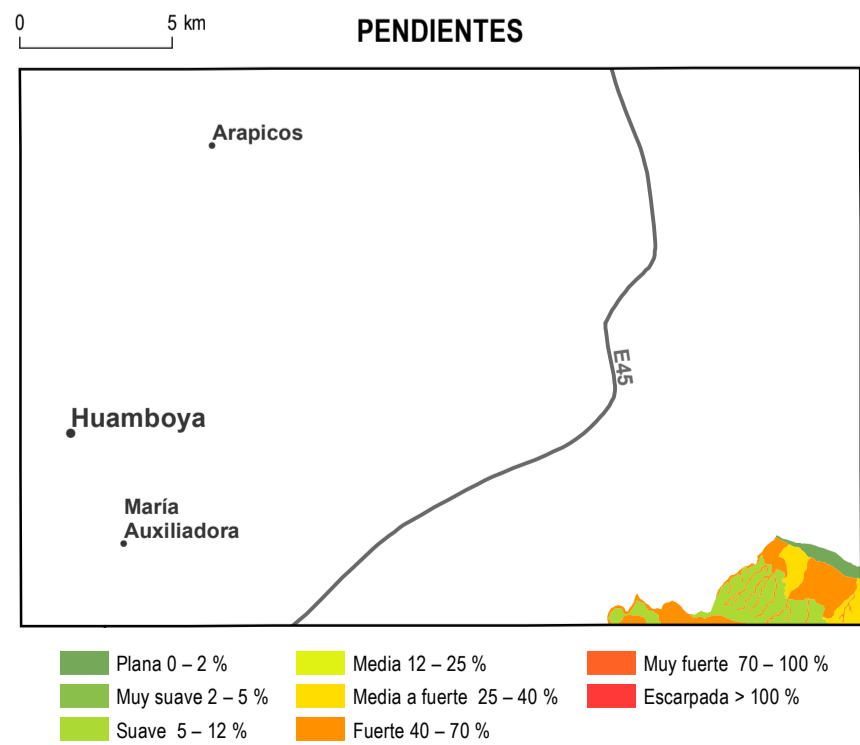 0 5 km
PENDIENTES
Arapicos
E45
Huamboya
María
Auxiliadora
Plana 0 – 2 %
Muy suave 2 – 5 %
Suave 5 – 12 %
Media 12 – 25 %
Media a fuerte 25 – 40 %
Fuerte 40 – 70 %
Muy fuerte 70 – 100 %
Escarpada > 100 %